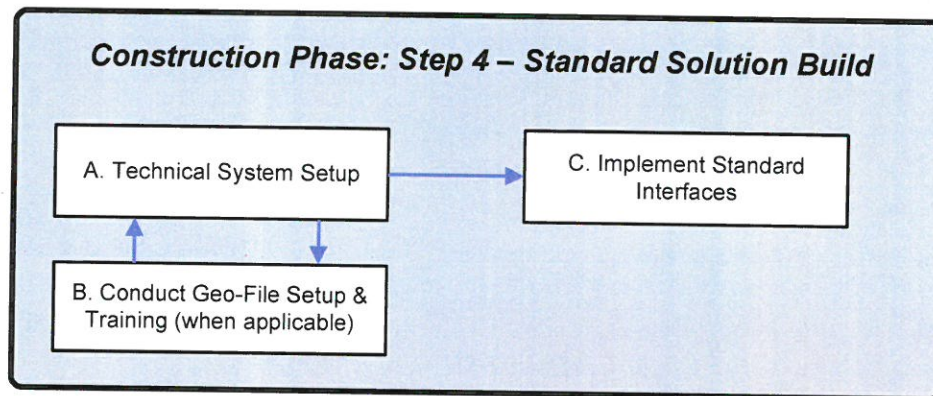 Construction Phase: Step 4 – Standard Solution Build
A. Technical System Setup
C. Implement Standard
Interfaces
B. Conduct Geo-File Setup &
Training (when applicable)